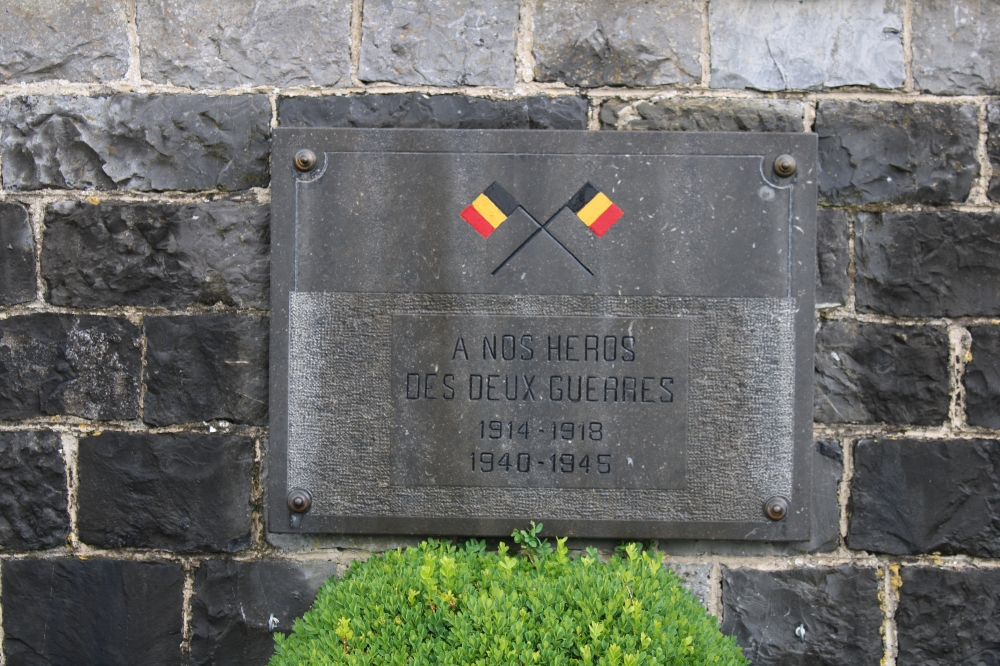 A NOS HEROS
DES DEUX GUERRES
1914 - 1918
1940 - 1945